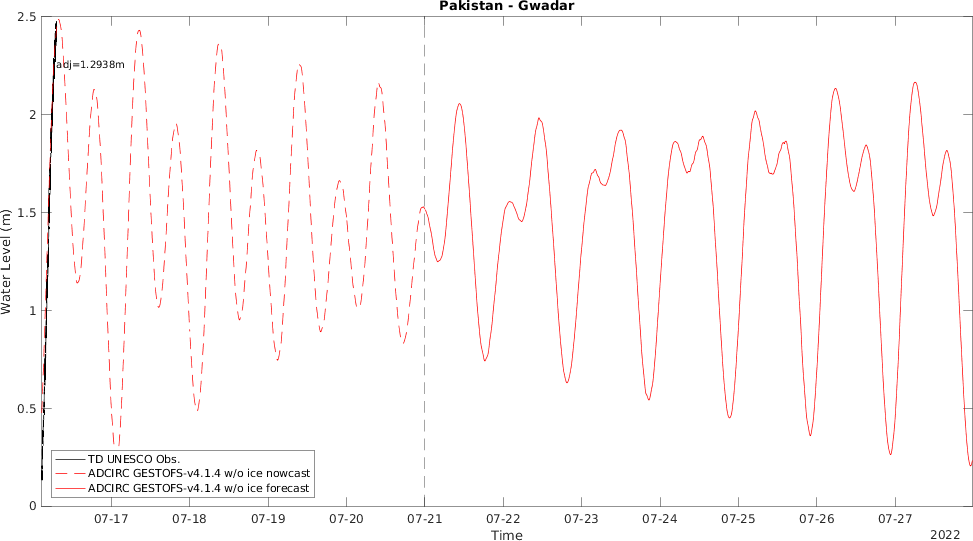 Pakistan - Gwadar
2.5
adj=1.2938m
2
1.5
Water Level (m)
1
0.5
TD UNESCO Obs.
ADCIRC GESTOFS-v4.1.4 w/o ice nowcast
ADCIRC GESTOFS-v4.1.4 w/o ice forecast
0
07-17 07-18 07-19 07-20 07-21 07-22 07-23 07-24 07-25 07-26 07-27
Time
2022